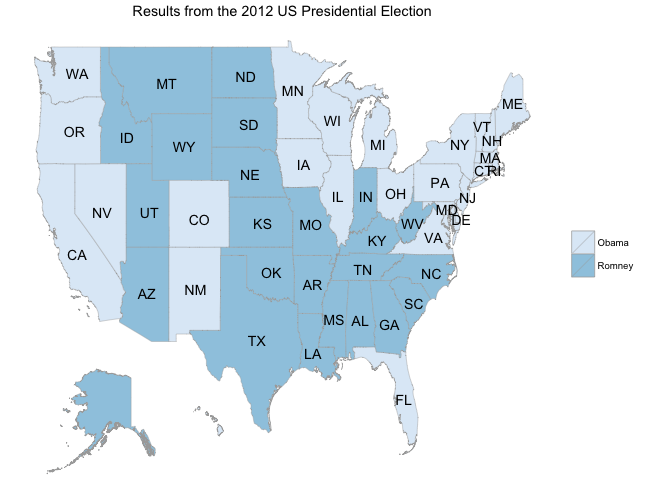 Results from the 2012 US Presidential Election
WA
MT
ND
MN
ME
OR
ID
SD
WI
VT
NH
WY
MI
NY
MA
CT
RI
NE
IA
PA
NV
UT
CO
IL
IN
OH
NJ
MD
DE
KS
MO
WV
VA
KY
CA
AZ
NM
OK
AR
TN
NC
SC
TX
MS
AL
GA
LA
FL
Obama
Romney